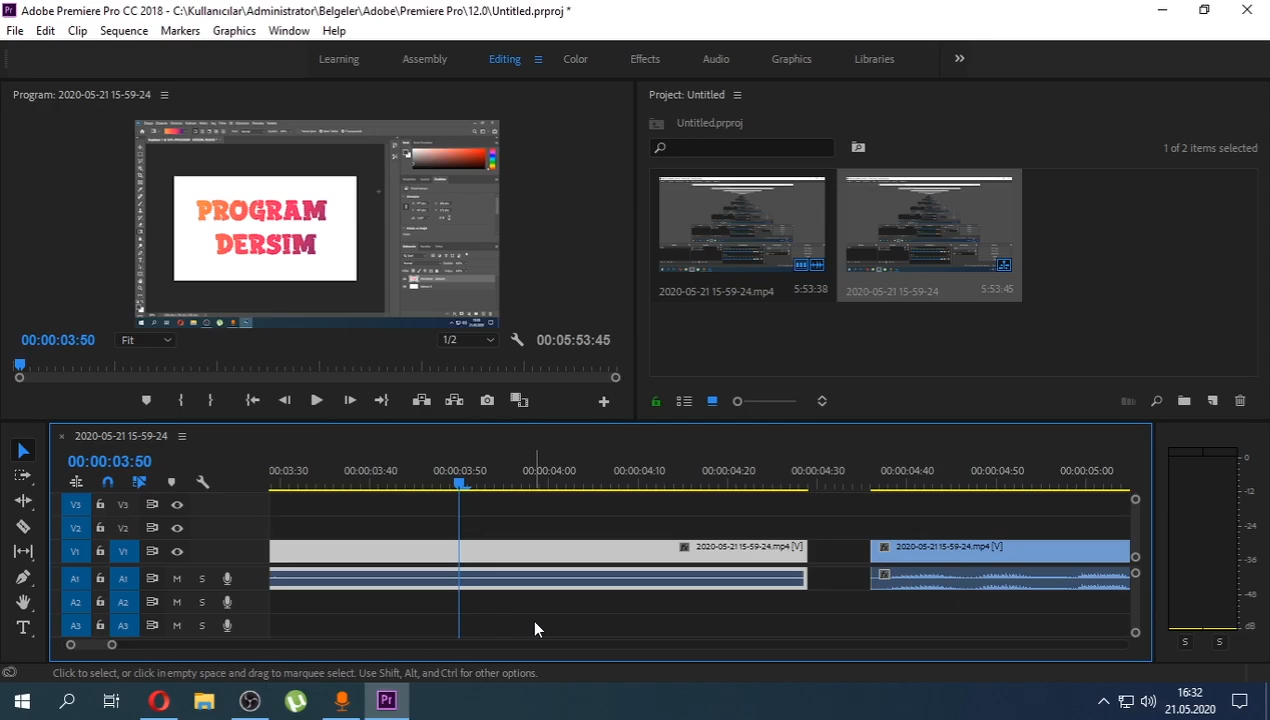 Adobe Premiere Pro CC 2018 - C:\Kullanıcılar\Administrator\Belgeler\Adobe\Premiere Pro\12.0\Untitled.prproj *
File Edit Clip Sequence Markers Graphics Window Help
Learning Assembly Editing Color Effects Audio Graphics Libraries
Program: 2020-05-21 15-59-24
PROGRAM
DERSIM
00:00:03:50 Fit 1/2 00:05:53:45
Project: Untitled
Untitled.prproj
1 of 2 items selected
2020-05-21 15-59-24.mp4 5:53:38
2020-05-21 15-59-24 5:53:45
2020-05-21 15-59-24
00:00:03:50
00:00:03:30 00:00:03:40 00:00:03:50 00:00:04:00 00:00:04:10 00:00:04:20 00:00:04:30 00:00:04:40 00:00:04:50 00:00:05:00
V3 V3
V2 V2
V1 V1 2020-05-21 15-59-24.mp4 [V] 2020-05-21 15-59-24.mp4 [V]
A1 A1 M S
A2 A2 M S
A3 A3 M S
0
-12
-24
-36
-48
dB
S S
Click to select, or click in empty space and drag to marquee select. Use Shift, Alt, and Ctrl for other options.
16:32
21.05.2020